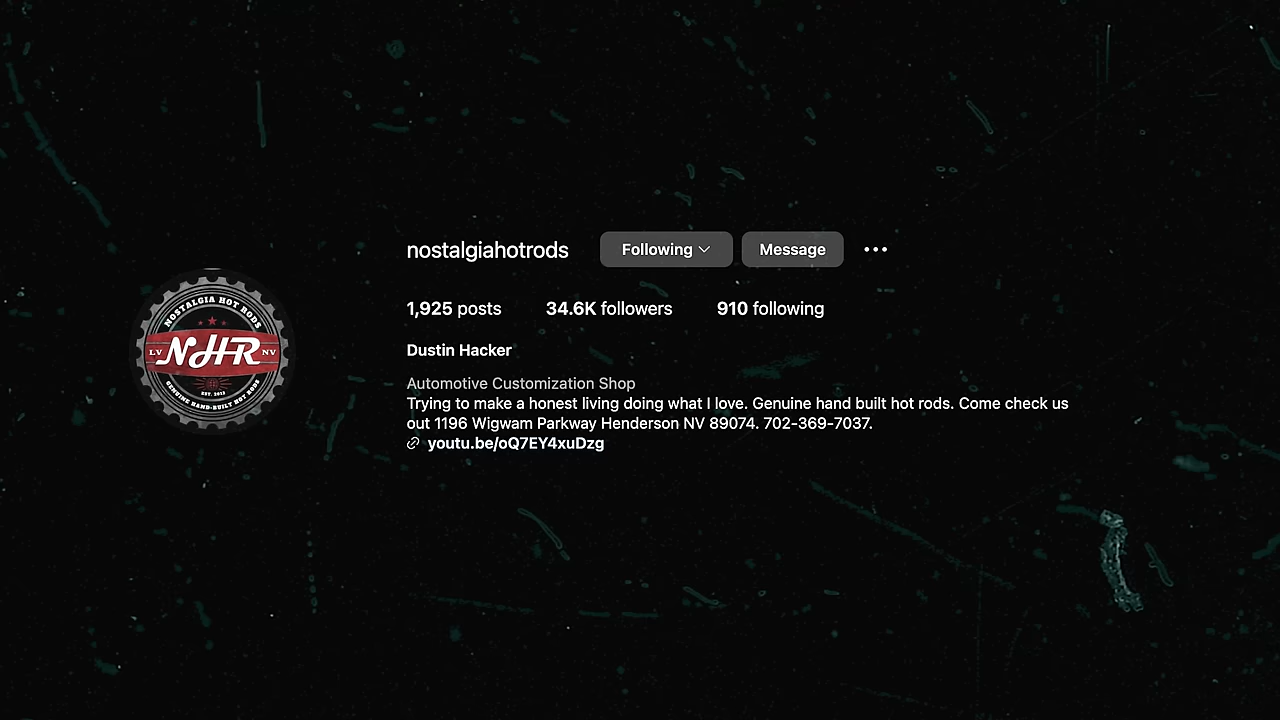 nostalgiahotrods Following Message
1,925 posts 34.6K followers 910 following
Dustin Hacker
Automotive Customization Shop
Trying to make a honest living doing what I love. Genuine hand built hot rods. Come check us
out 1196 Wigwam Parkway Henderson NV 89074. 702-369-7037.
youtu.be/oQ7EY4xuDzg
NOSTALGIA HOT RODS
LV NHR NV
EST. 2012
GENUINE HAND-BUILT HOT RODS